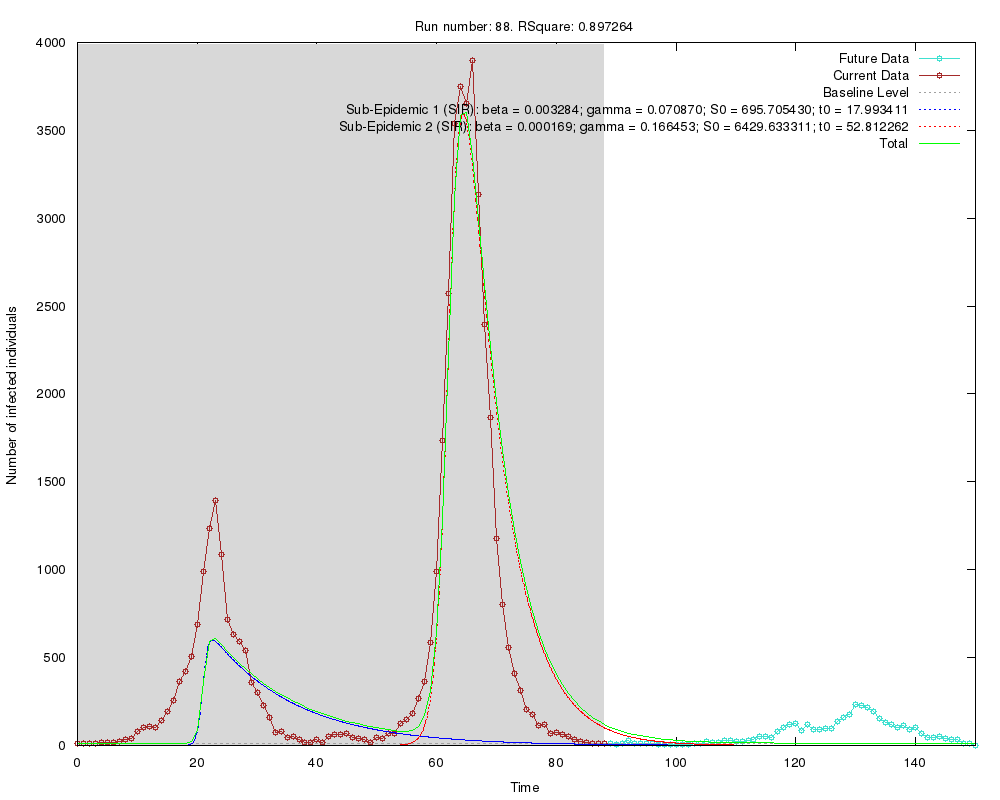 Run number: 88. RSquare: 0.897264
Future Data
Current Data
Baseline Level
Sub-Epidemic 1 (SIR): beta = 0.003284; gamma = 0.070870; S0 = 695.705430; t0 = 17.993411
Sub-Epidemic 2 (SIR): beta = 0.000169; gamma = 0.166453; S0 = 6429.633311; t0 = 52.812262
Total
Number of infected individuals
4000
3500
3000
2500
2000
1500
1000
500
0
0 20 40 60 80 100 120 140
Time